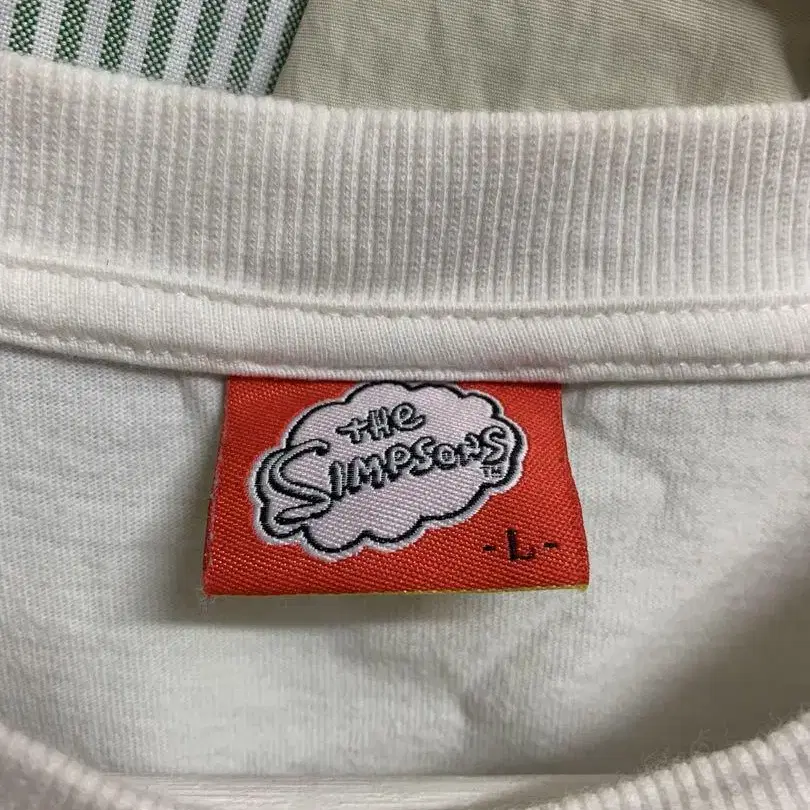 THe
SIMPSONS
TM
-L-